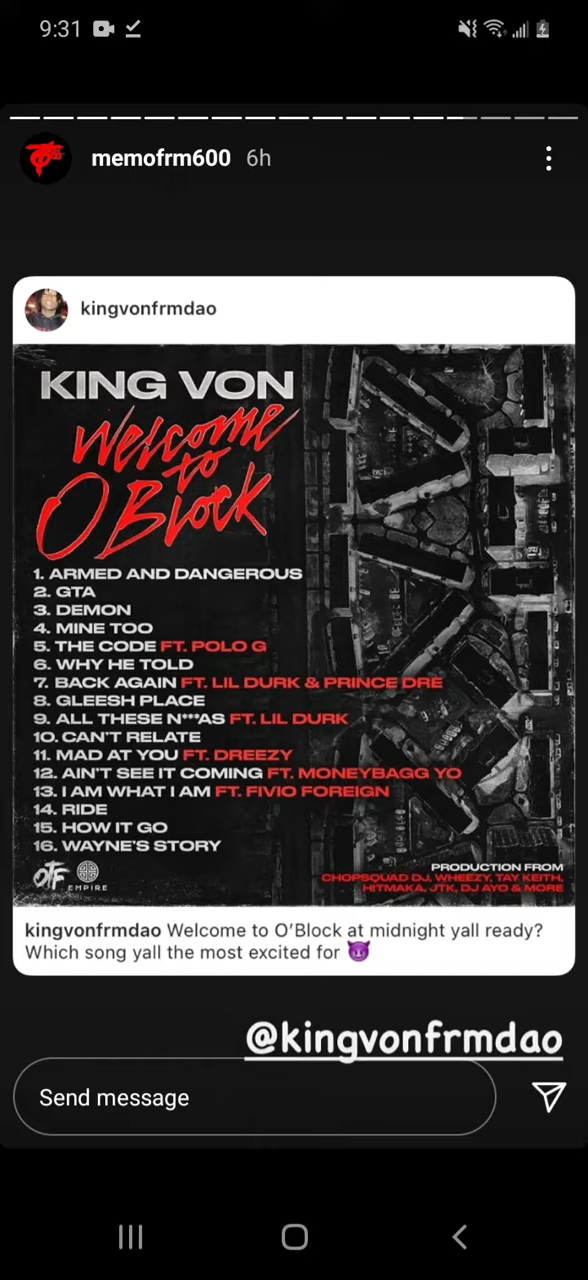 9:31
memofrm600 6h
kingvonfrmdao
KING VON
Welcome
to
O Block
1. ARMED AND DANGEROUS
2. GTA
3. DEMON
4. MINE TOO
5. THE CODE FT. POLO G
6. WHY HE TOLD
7. BACK AGAIN FT. LIL DURK & PRINCE DRE
8. GLEESH PLACE
9. ALL THESE N***AS FT. LIL DURK
10. CAN'T RELATE
11. MAD AT YOU FT. DREEZY
12. AIN'T SEE IT COMING FT. MONEYBAGG YO
13. I AM WHAT I AM FT. FIVIO FOREIGN
14. RIDE
15. HOW IT GO
16. WAYNE'S STORY
OTF
EMPIRE
PRODUCTION FROM
CHOPSQUAD DJ, WHEEZY, TAY KEITH,
HITMAKA, JTK, DJ AYO & MORE
kingvonfrmdao Welcome to O’Block at midnight yall ready?
Which song yall the most excited for 😈
@kingvonfrmdao
Send message